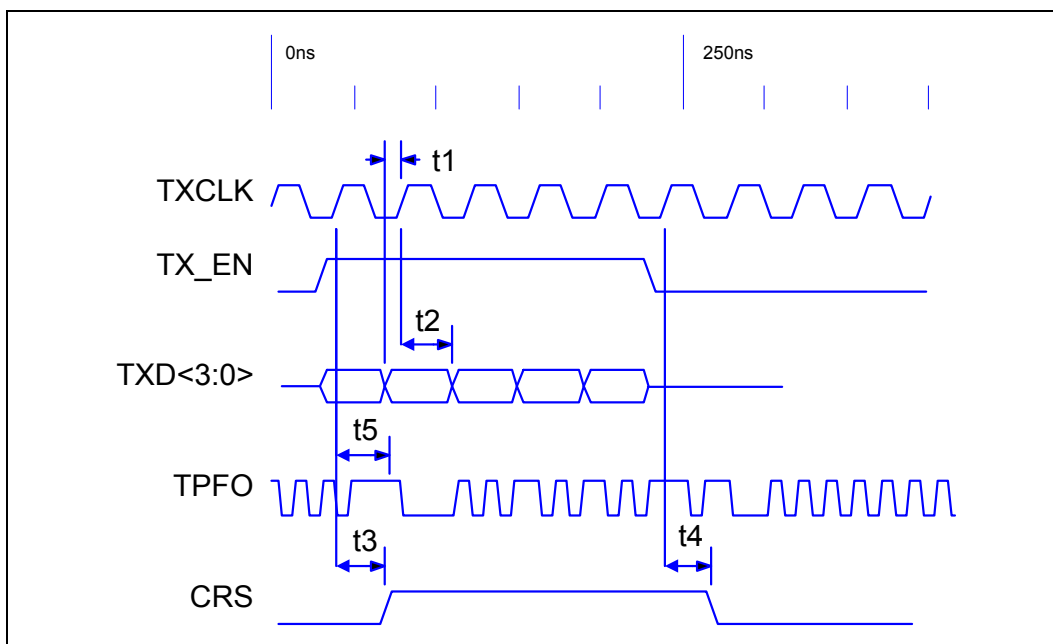 0ns 250ns
t1
TXCLK
TX_EN
t2
TXD<3:0>
t5
TPFO
t3 t4
CRS